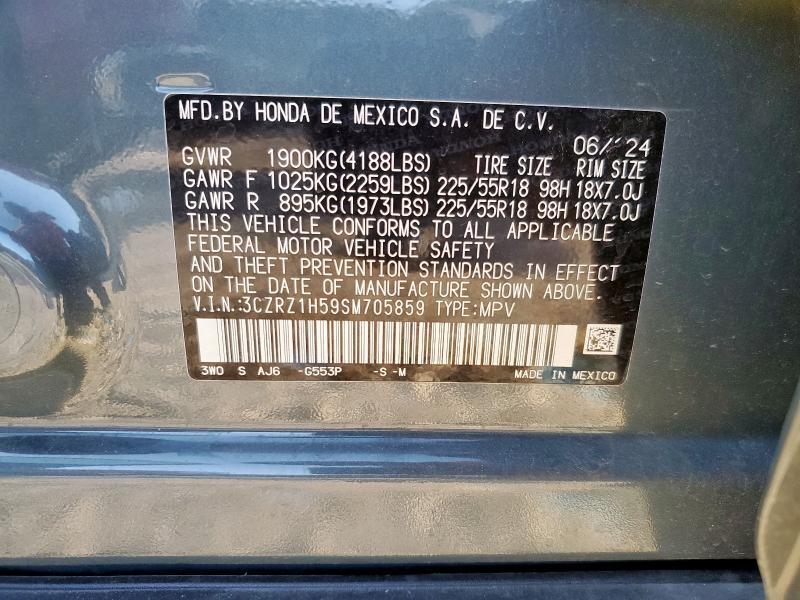 MFD.BY HONDA DE MEXICO S.A. DE C.V.
06/'24
GVWR 1900KG(4188LBS) TIRE SIZE RIM SIZE
GAWR F 1025KG(2259LBS) 225/55R18 98H 18X7.0J
GAWR R 895KG(1973LBS) 225/55R18 98H 18X7.0J
THIS VEHICLE CONFORMS TO ALL APPLICABLE
FEDERAL MOTOR VEHICLE SAFETY
AND THEFT PREVENTION STANDARDS IN EFFECT
ON THE DATE OF MANUFACTURE SHOWN ABOVE.
V.I.N.:3CZRZ1H59SM705859 TYPE:MPV
3W0 S AJ6 -G553P -S -M MADE IN MEXICO